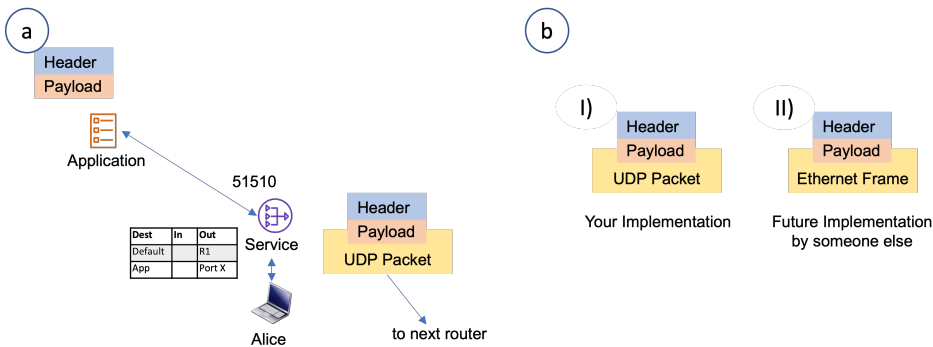 a
Header
Payload
Application
51510
Service
Dest In Out
Default R1
App Port X
Alice
Header
Payload
UDP Packet
to next router
b
I)
Header
Payload
UDP Packet
Your Implementation
II)
Header
Payload
Ethernet Frame
Future Implementation
by someone else